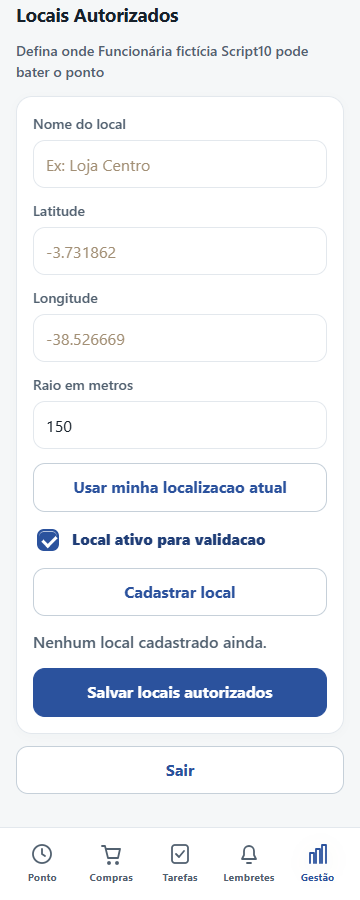 Locais Autorizados
Defina onde Funcionária fictícia Script10 pode
bater o ponto
Nome do local
Ex: Loja Centro
Latitude
-3.731862
Longitude
-38.526669
Raio em metros
150
Usar minha localizacao atual
Local ativo para validacao
Cadastrar local
Nenhum local cadastrado ainda.
Salvar locais autorizados
Sair
Ponto
Compras
Tarefas
Lembretes
Gestão